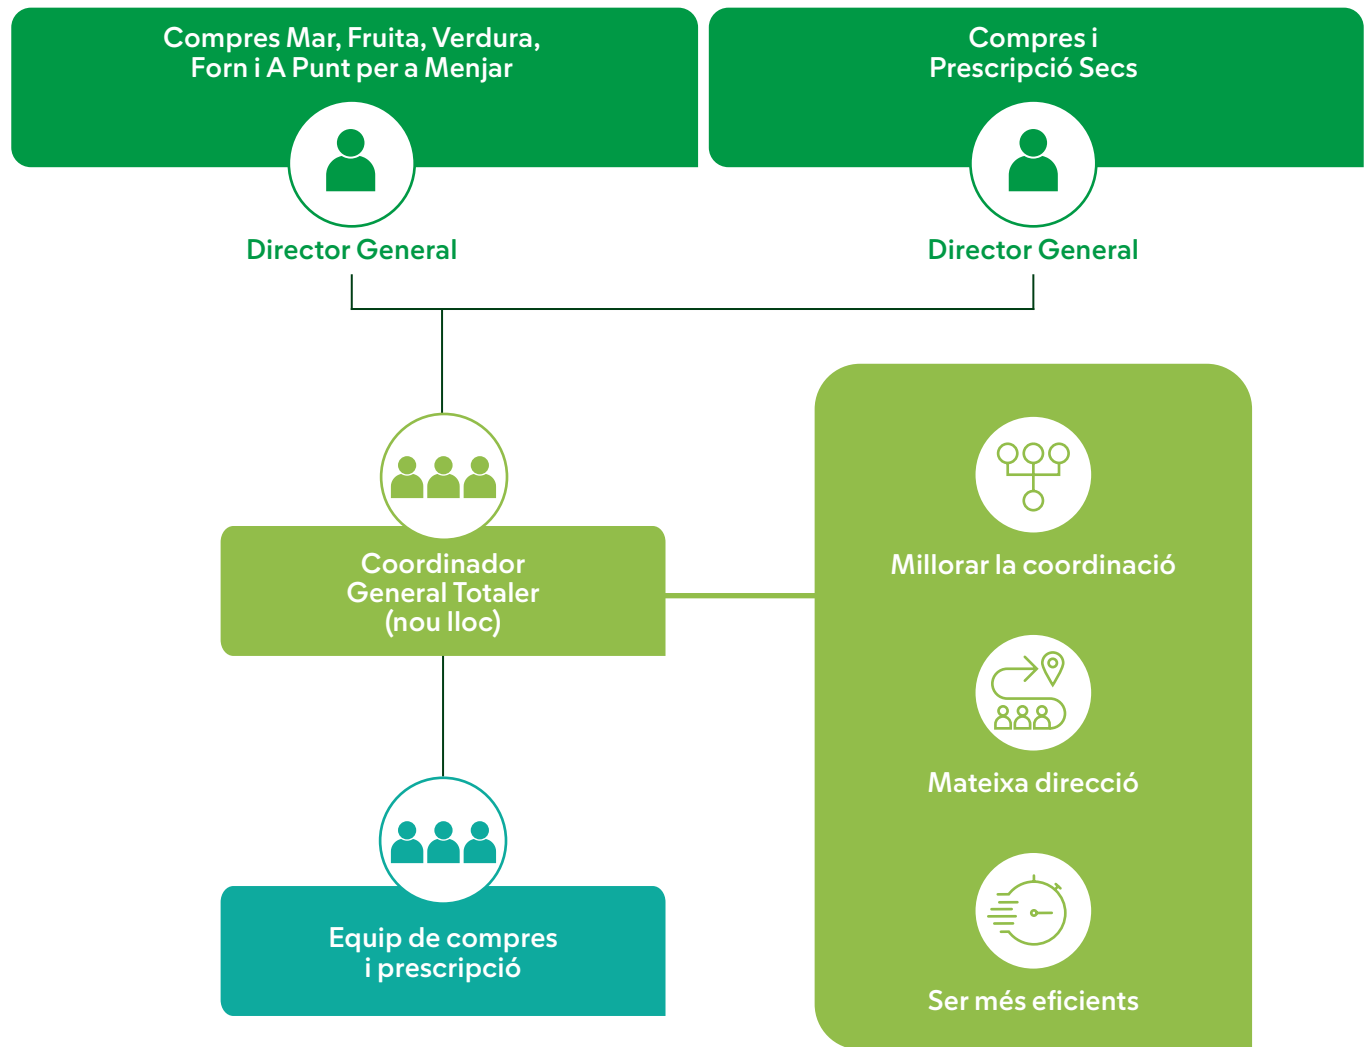 Compres Mar, Fruita, Verdura,
Forn i A Punt per a Menjar
Director General
Compres i
Prescripció Secs
Director General
Coordinador
General Totaler
(nou lloc)
Millorar la coordinació
Mateixa direcció
Ser més eficients
Equip de compres
i prescripció